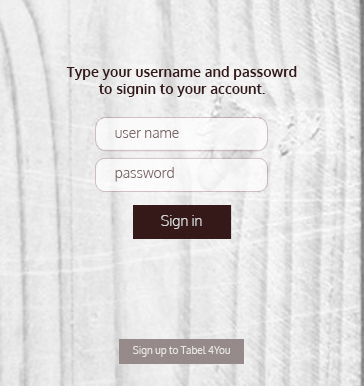 Type your username and passowrd
to signin to your account.
user name
password
Sign in
Sign up to Tabel 4You